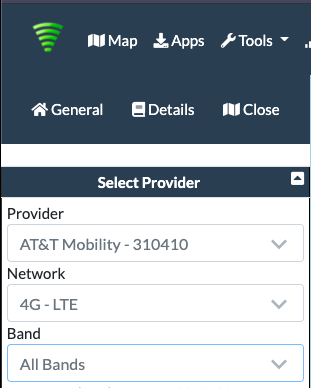 Map Apps Tools
General Details Close
Select Provider
Provider
AT&T Mobility - 310410
Network
4G - LTE
Band
All Bands